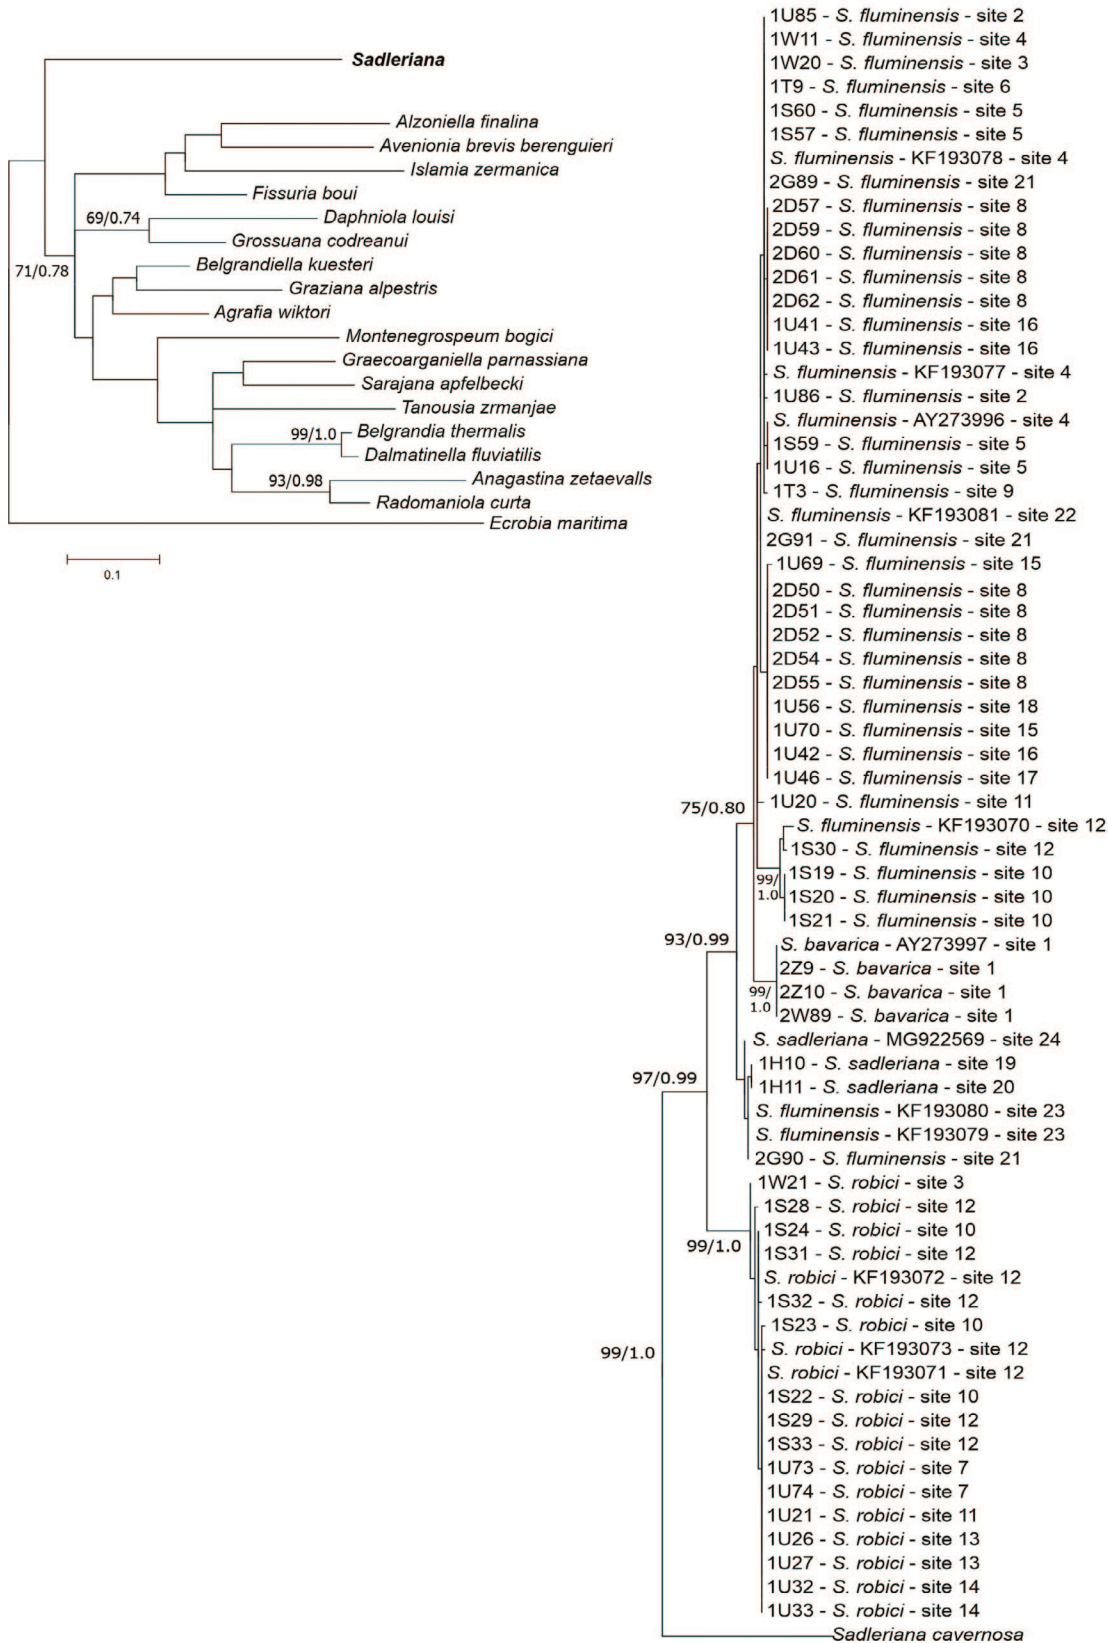 Sadleriana
Alzoniella finalina
Avenionia brevis berenguieri
Islamia zermanica
Fissuria boui
69/0.74
Daphniola louisi
Grossuana codreanui
71/0.78
Belgrandiella kuesteri
Graziana alpestris
Agrafia wiktori
Montenegrospeum bogici
Graecoarganiella parnassiana
Sarajana apfelbecki
Tanousia zrmanjae
99/1.0
Belgrandia thermalis
Dalmatinella fluviatilis
93/0.98
Anagastina zetaevalls
Radomaniola curta
Ecrobia maritima
0.1
1U85 - S. fluminensis - site 2
1W11 - S. fluminensis - site 4
1W20 - S. fluminensis - site 3
1T9 - S. fluminensis - site 6
1S60 - S. fluminensis - site 5
1S57 - S. fluminensis - site 5
S. fluminensis - KF193078 - site 4
2G89 - S. fluminensis - site 21
2D57 - S. fluminensis - site 8
2D59 - S. fluminensis - site 8
2D60 - S. fluminensis - site 8
2D61 - S. fluminensis - site 8
2D62 - S. fluminensis - site 8
1U41 - S. fluminensis - site 16
1U43 - S. fluminensis - site 16
S. fluminensis - KF193077 - site 4
1U86 - S. fluminensis - site 2
S. fluminensis - AY273996 - site 4
1S59 - S. fluminensis - site 5
1U16 - S. fluminensis - site 5
1T3 - S. fluminensis - site 9
S. fluminensis - KF193081 - site 22
2G91 - S. fluminensis - site 21
1U69 - S. fluminensis - site 15
2D50 - S. fluminensis - site 8
2D51 - S. fluminensis - site 8
2D52 - S. fluminensis - site 8
2D54 - S. fluminensis - site 8
2D55 - S. fluminensis - site 8
1U56 - S. fluminensis - site 18
1U70 - S. fluminensis - site 15
1U42 - S. fluminensis - site 16
1U46 - S. fluminensis - site 17
1U20 - S. fluminensis - site 11
75/0.80
S. fluminensis - KF193070 - site 12
1S30 - S. fluminensis - site 12
1S19 - S. fluminensis - site 10
99/
1.0
1S20 - S. fluminensis - site 10
1S21 - S. fluminensis - site 10
93/0.99
S. bavarica - AY273997 - site 1
2Z9 - S. bavarica - site 1
99/
1.0
2Z10 - S. bavarica - site 1
2W89 - S. bavarica - site 1
S. sadleriana - MG922569 - site 24
1H10 - S. sadleriana - site 19
97/0.99
1H11 - S. sadleriana - site 20
S. fluminensis - KF193080 - site 23
S. fluminensis - KF193079 - site 23
2G90 - S. fluminensis - site 21
1W21 - S. robici - site 3
1S28 - S. robici - site 12
1S24 - S. robici - site 10
99/1.0
1S31 - S. robici - site 12
S. robici - KF193072 - site 12
1S32 - S. robici - site 12
1S23 - S. robici - site 10
99/1.0
S. robici - KF193073 - site 12
S. robici - KF193071 - site 12
1S22 - S. robici - site 10
1S29 - S. robici - site 12
1S33 - S. robici - site 12
1U73 - S. robici - site 7
1U74 - S. robici - site 7
1U21 - S. robici - site 11
1U26 - S. robici - site 13
1U27 - S. robici - site 13
1U32 - S. robici - site 14
1U33 - S. robici - site 14
Sadleriana cavernosa